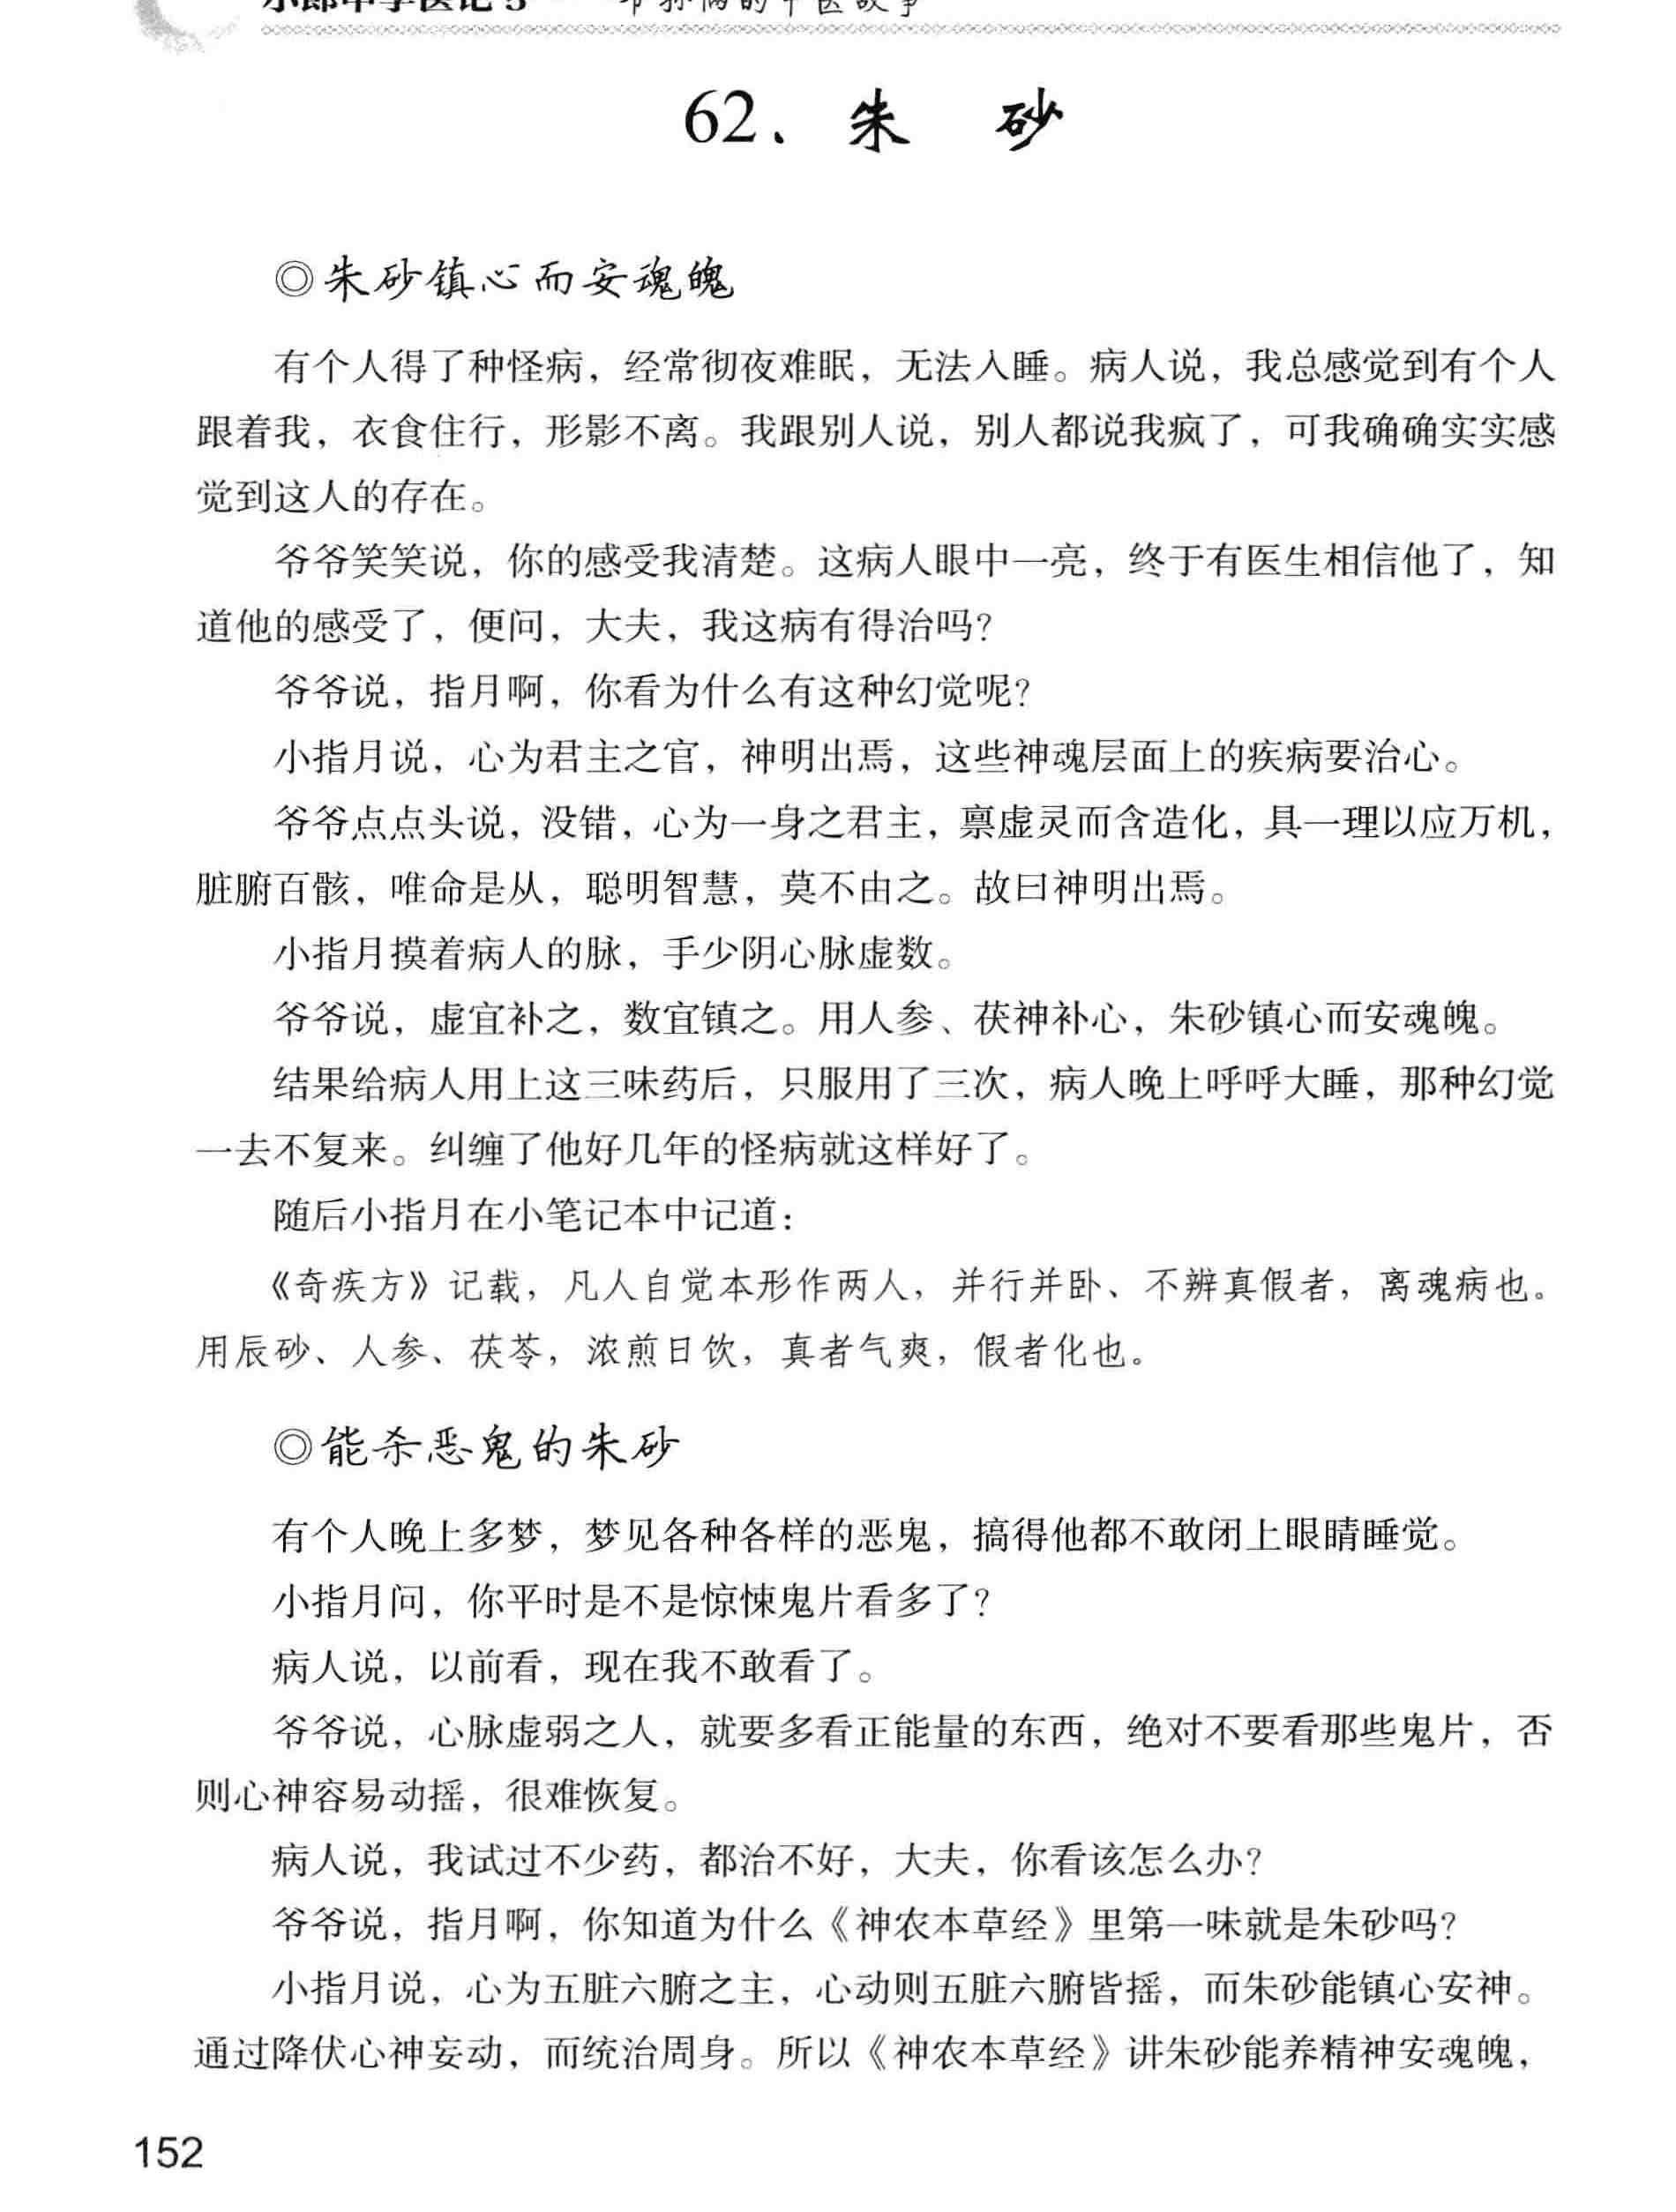 62、朱 砂
◎朱砂镇心而安魂魄
有个人得了种怪病，经常彻夜难眠，无法入睡。病人说，我总感觉到有个人
跟着我，衣食住行，形影不离。我跟别人说，别人都说我疯了，可我确确实实感
觉到这人的存在。
爷爷笑笑说，你的感受我清楚。这病人眼中一亮，终于有医生相信他了，知
道他的感受了，便问，大夫，我这病有得治吗？
爷爷说，指月啊，你看为什么有这种幻觉呢？
小指月说，心为君主之官，神明出焉，这些神魂层面上的疾病要治心。
爷爷点点头说，没错，心为一身之君主，禀虚灵而含造化，具一理以应万机，
脏腑百骸，唯命是从，聪明智慧，莫不由之。故曰神明出焉。
小指月摸着病人的脉，手少阴心脉虚数。
爷爷说，虚宜补之，数宜镇之。用人参、茯神补心，朱砂镇心而安魂魄。
结果给病人用上这三味药后，只服用了三次，病人晚上呼呼大睡，那种幻觉
一去不复来。纠缠了他好几年的怪病就这样好了。
随后小指月在小笔记本中记道：
《奇疾方》记载，凡人自觉本形作两人，并行并卧、不辨真假者，离魂病也。
用辰砂、人参、茯苓，浓煎日饮，真者气爽，假者化也。
◎能杀恶鬼的朱砂
有个人晚上多梦，梦见各种各样的恶鬼，搞得他都不敢闭上眼睛睡觉。
小指月问，你平时是不是惊悚鬼片看多了？
病人说，以前看，现在我不敢看了。
爷爷说，心脉虚弱之人，就要多看正能量的东西，绝对不要看那些鬼片，否
则心神容易动摇，很难恢复。
病人说，我试过不少药，都治不好，大夫，你看该怎么办？
爷爷说，指月啊，你知道为什么《神农本草经》里第一味就是朱砂吗？
小指月说，心为五脏六腑之主，心动则五脏六腑皆摇，而朱砂能镇心安神。
通过降伏心神妄动，而统治周身。所以《神农本草经》讲朱砂能养精神安魂魄，
152